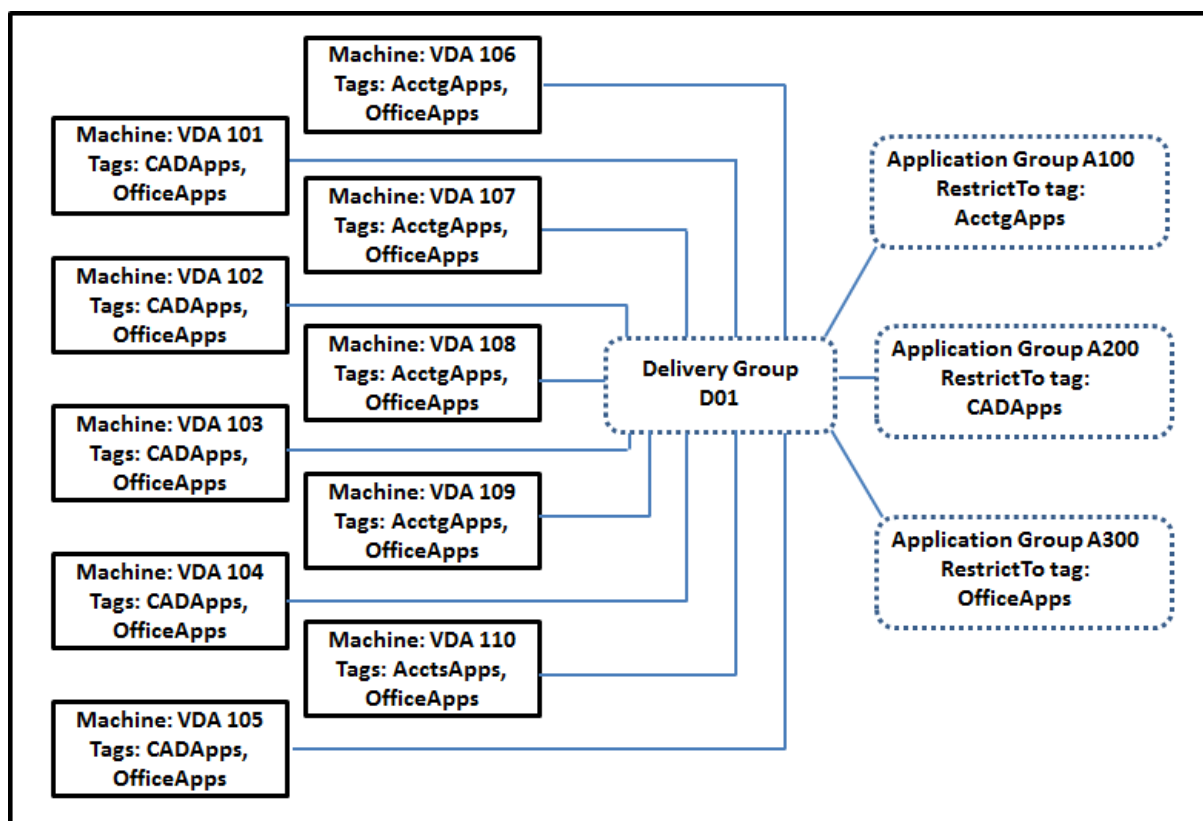 Machine: VDA 106
Tags: AcctgApps,
OfficeApps
Machine: VDA 101
Tags: CADApps,
OfficeApps
Machine: VDA 107
Tags: AcctgApps,
OfficeApps
Machine: VDA 102
Tags: CADApps,
OfficeApps
Machine: VDA 108
Tags: AcctgApps,
OfficeApps
Machine: VDA 103
Tags: CADApps,
OfficeApps
Machine: VDA 109
Tags: AcctgApps,
OfficeApps
Machine: VDA 104
Tags: CADApps,
OfficeApps
Machine: VDA 110
Tags: AcctsApps,
OfficeApps
Machine: VDA 105
Tags: CADApps,
OfficeApps
Delivery Group
D01
Application Group A100
RestrictTo tag:
AcctgApps
Application Group A200
RestrictTo tag:
CADApps
Application Group A300
RestrictTo tag:
OfficeApps